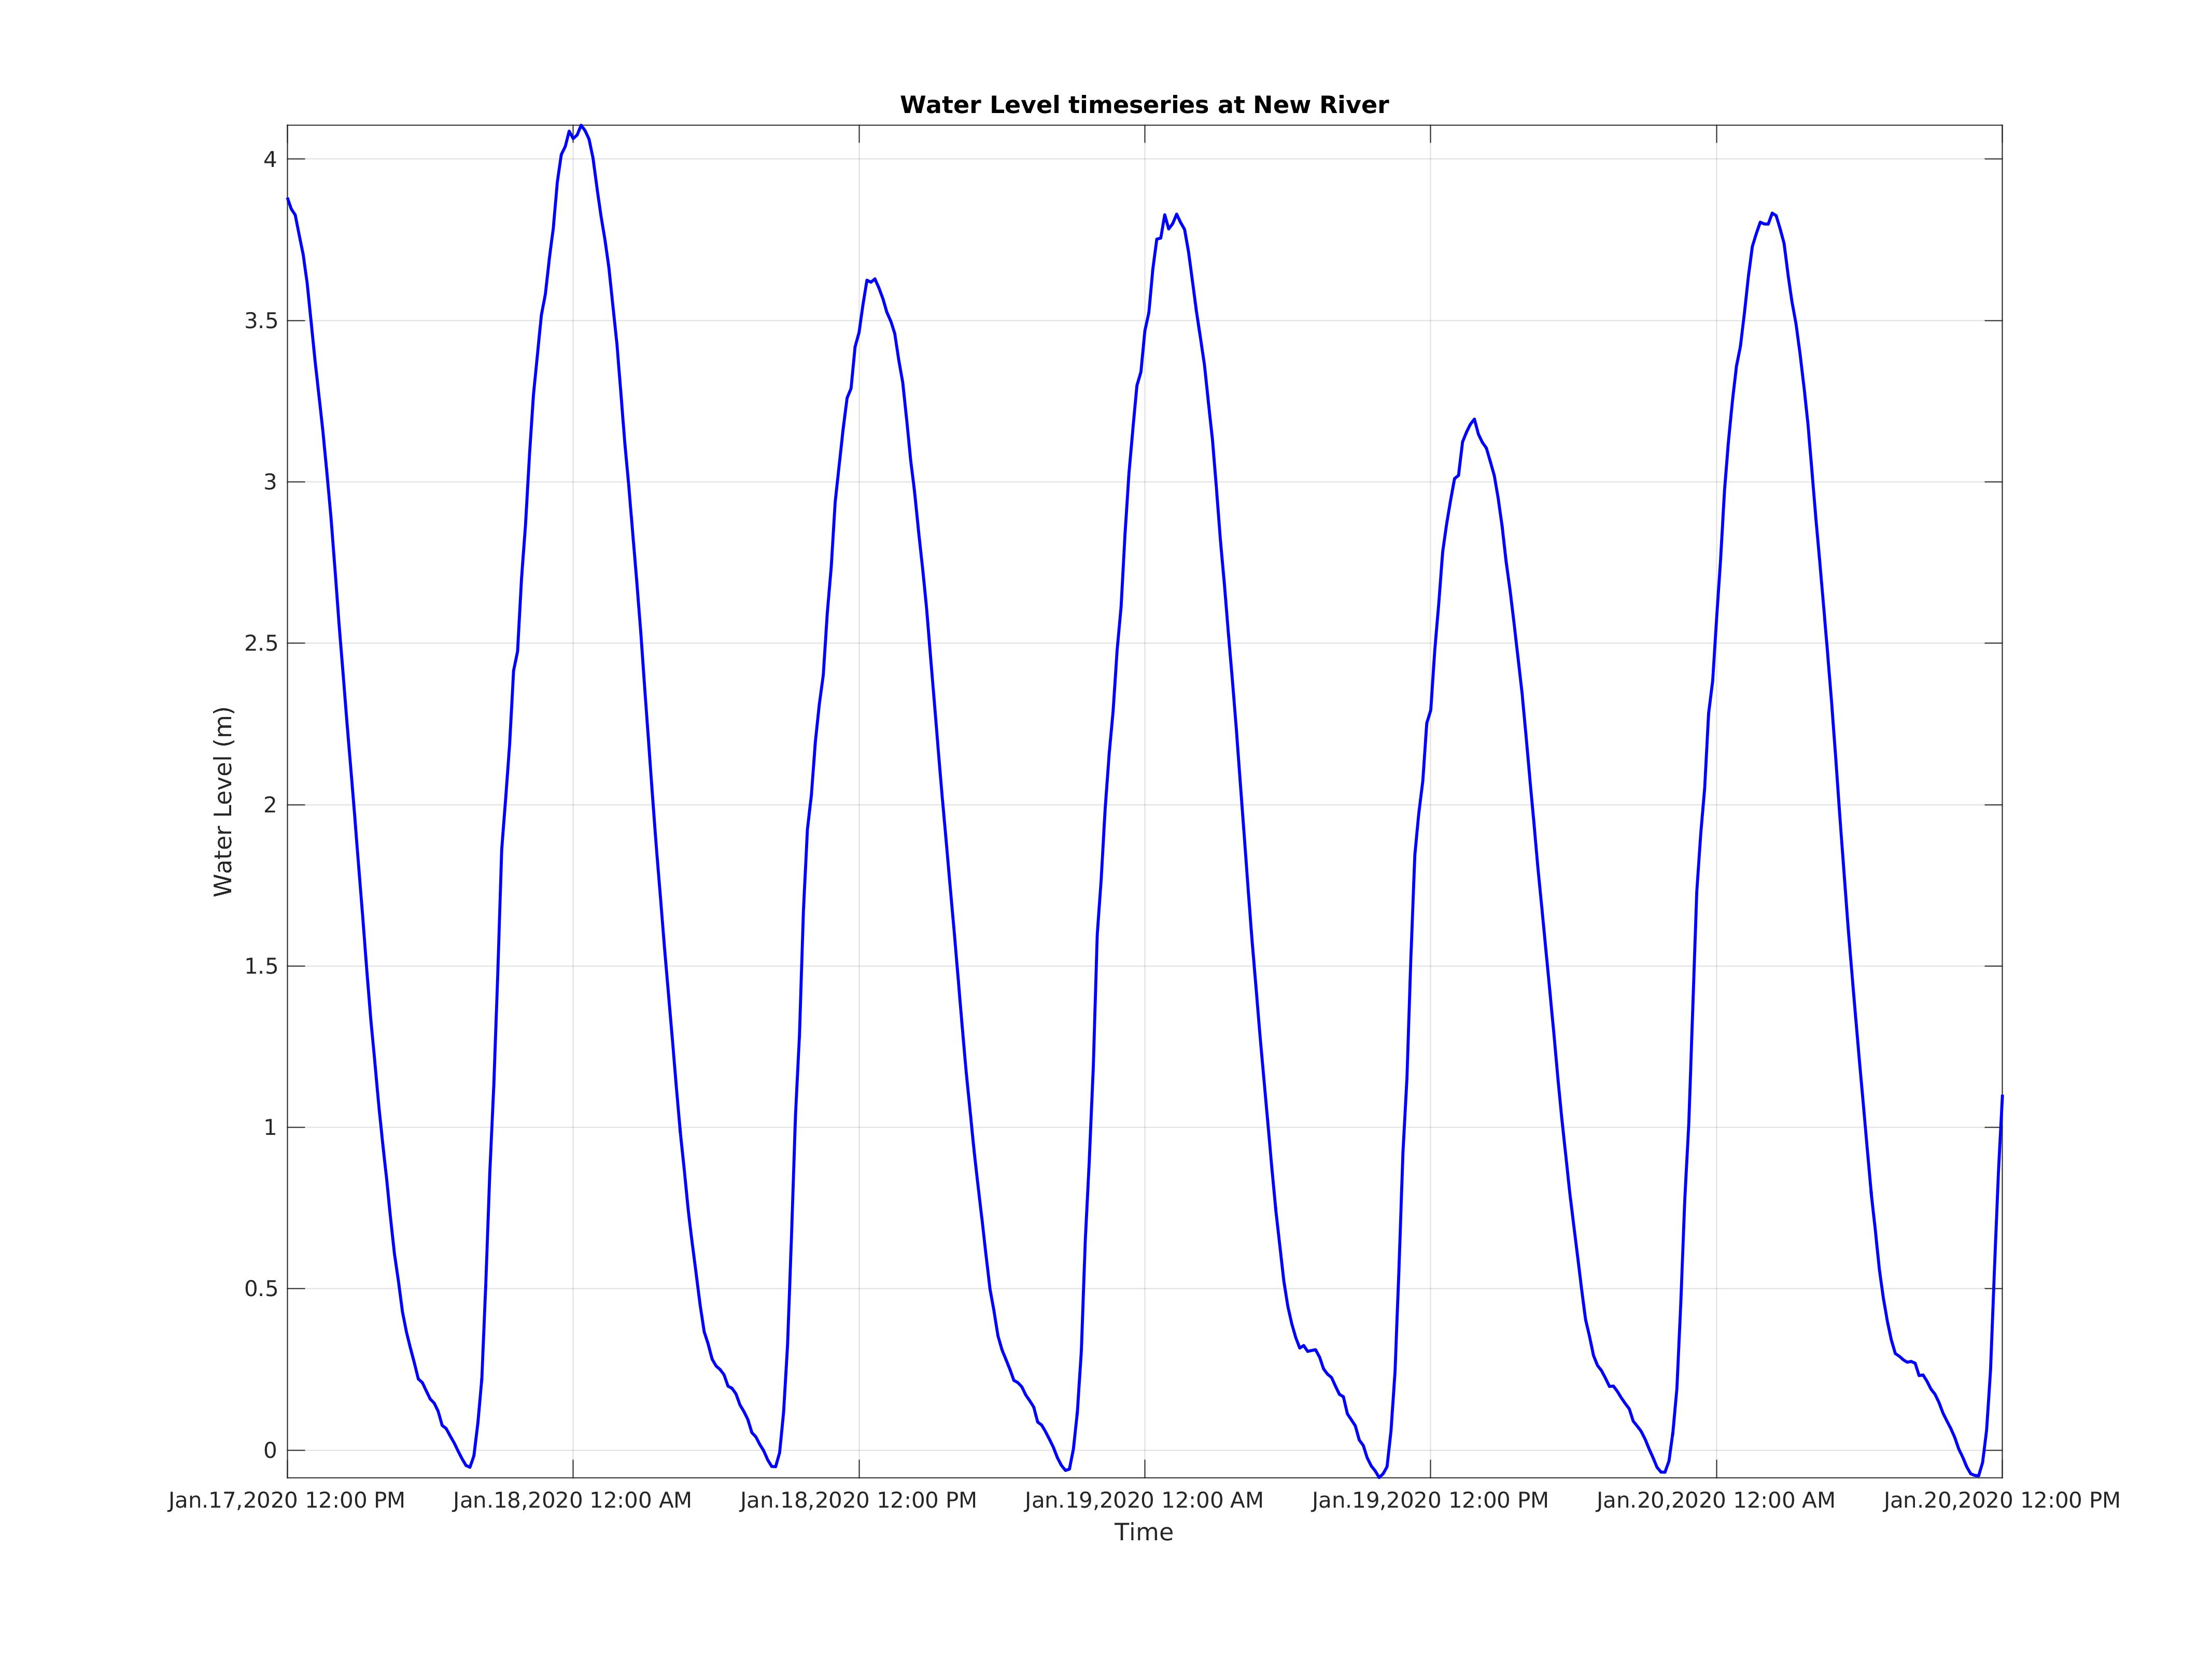 Water Level timeseries at New River
4
3.5
3
2.5
2
1.5
1
0.5
0
Water Level (m)
Jan.17,2020 12:00 PM Jan.18,2020 12:00 AM Jan.18,2020 12:00 PM Jan.19,2020 12:00 AM Jan.19,2020 12:00 PM Jan.20,2020 12:00 AM Jan.20,2020 12:00 PM
Time